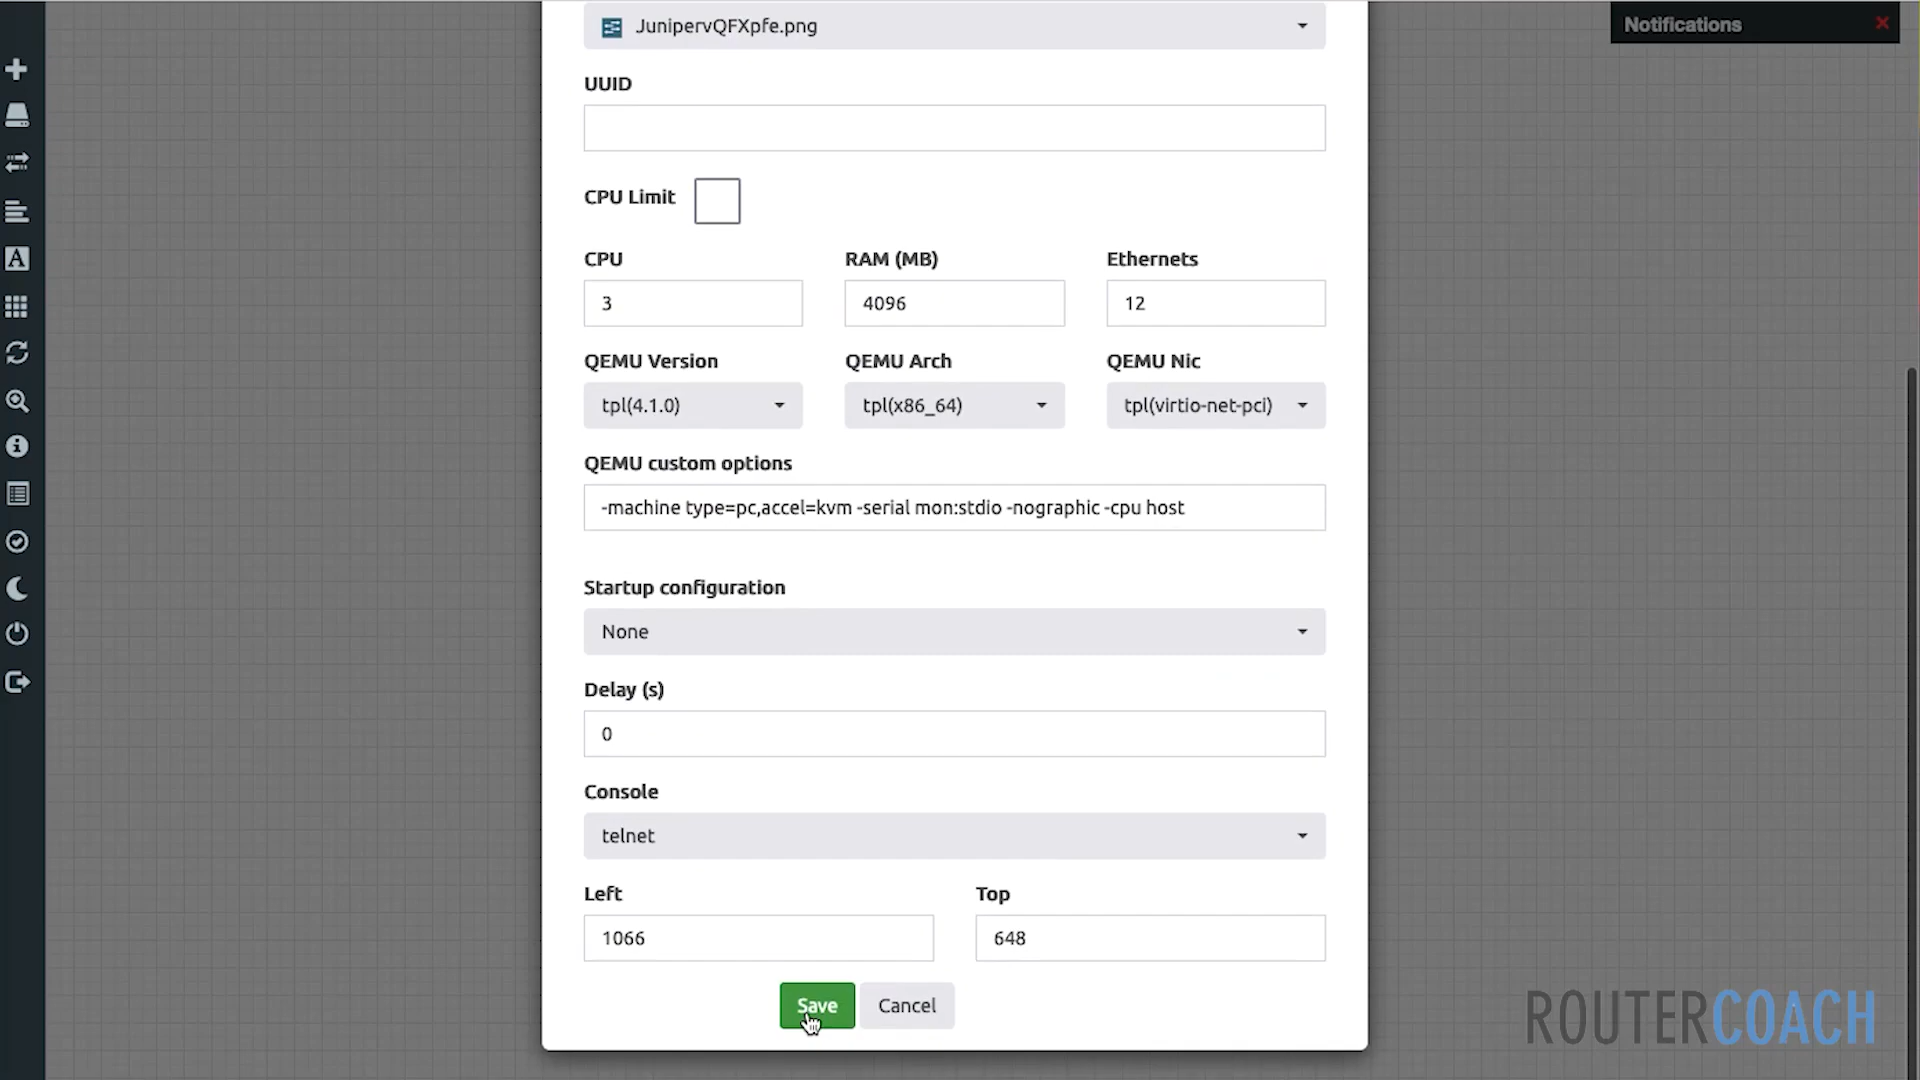 JunipervQFXpfe.png
Notifications
UUID
CPU Limit
CPU
RAM (MB)
Ethernets
3
4096
12
QEMU Version
QEMU Arch
QEMU Nic
tpl(4.1.0)
tpl(x86_64)
tpl(virtio-net-pci)
QEMU custom options
-machine type=pc,accel=kvm -serial mon:stdio -nographic -cpu host
Startup configuration
None
Delay (s)
0
Console
telnet
Left
Top
1066
648
Save
Cancel
ROUTERCOACH